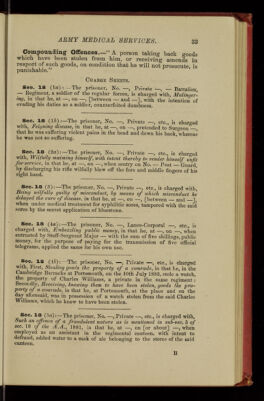 ARMY MEDICAL SERVICES. 33
Compounding Offences.—"A person taking back goods
which have been stolen from him, or receiving amends in
respect of such goods, on condition that he will not prosecute, is
punishable."
CHARGE SHEETS.
Sec. 18 (1a):—The prisoner, No. —, Private —, — Battalion,
— Regiment, a soldier of the regular forces, is charged with, Malinger-
ing, in that he, at —, on —, [between — and —], with the intention of
evading his duties as a soldier, counterfeited dumbness.
Sec. 18 (1b):—The prisoner, No. —, Private —, etc., is charged
with, Feigning disease, in that he, at —, on —, pretended to Surgeon —,
that he was suffering violent pains in the head and down his back, whereas
he was not so suffering.
Sec. 18 (2a):—The prisoner, No. —, Private —, etc., is charged
with, Wilfully maiming himself, with intent thereby to render himself unfit
for service, in that he, at —, on —, when sentry on No. — Post — Guard,
by discharging his rifle wilfully blew off the fore and middle fingers of his
right hand.
Sec. 18 (3):—The prisoner, No. —, Private —, etc., is charged with,
Being wilfully guilty of misconduct, by means of which misconduct he
delayed the cure of disease, in that he, at —, on —, [between — and —],
when under medical treatment for syphilitic sores, tampered with the said
sores by the secret application of bluestone.
Sec. 18 (4a):—The prisoner, No. —, Lance-Corporal —, etc., is
charged with, Embezzling public money, in that he, at —, on —, when
entrusted by Staff-Sergeant Major — with the sum of five shillings, public
money, for the purpose of paying for the transmission of five official
telegrams, applied the same for his own use.
Sec. 18 (4b):—The prisoner, No. —, Private —, etc., is charged
with, First, Stealing goods the property of a comrade, in that he, in the
Cambridge Barracks at Portsmouth, on the 10th July 1893, stole a watch,
the property of Charles Williams, a private in the same regiment;
Secondly, Receiving, knowing them to have been stolen, goods the pro-
perty of a comrade, in that he, at Portsmouth, at the place and on the
day aforesaid, was in possession of a watch stolen from the said Charles
Williams, which he knew to have been stolen.
Sec. 18 (5a):—The prisoner, No. —, Private —, etc., is charged with,
Such an offence of a fraudulent nature as is mentioned in sub-sec. 5 of
sec. 18 of the A.A., 1881, in that he, at —, on [or about] —, when
employed as an assistant in the regimental canteen, with intent to
defraud, added water to a cask of ale belonging to the stores of the said
canteen.
B